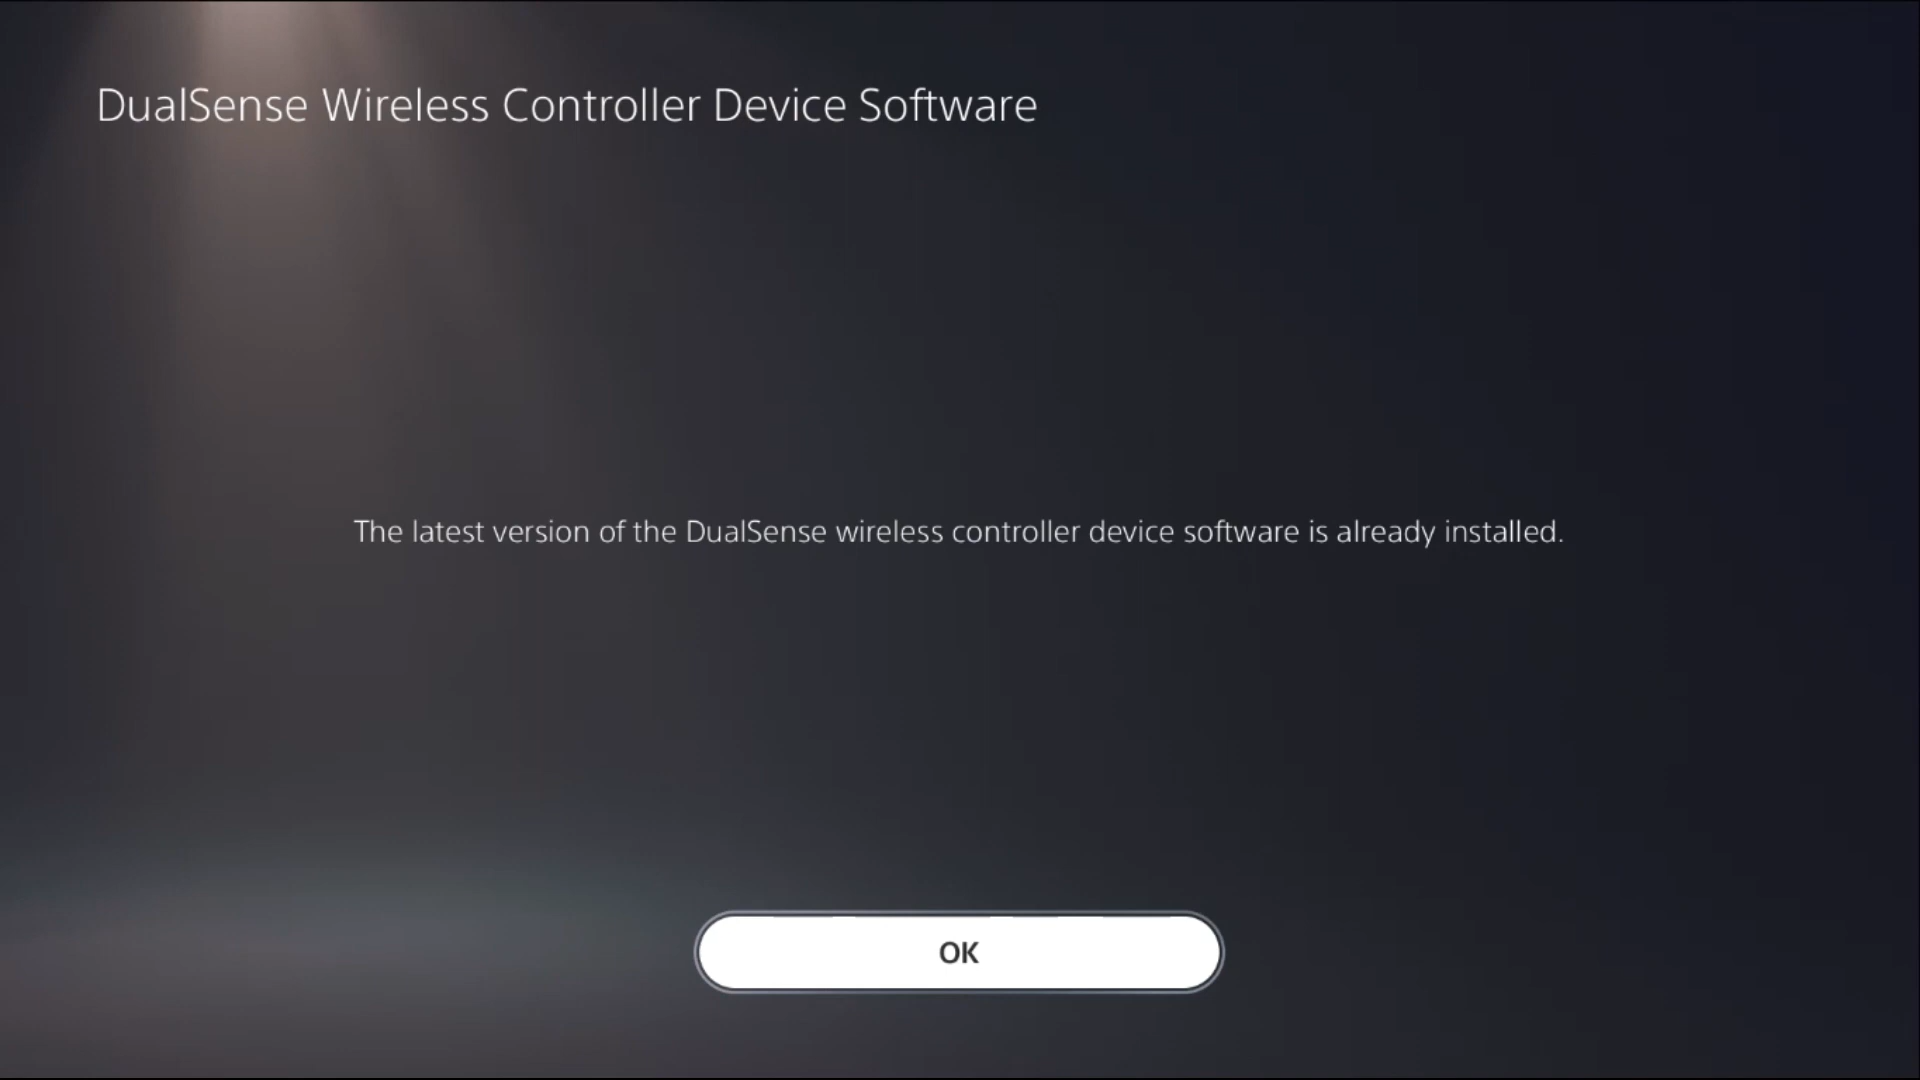 DualSense Wireless Controller Device Software
The latest version of the DualSense wireless controller device software is already installed.
OK